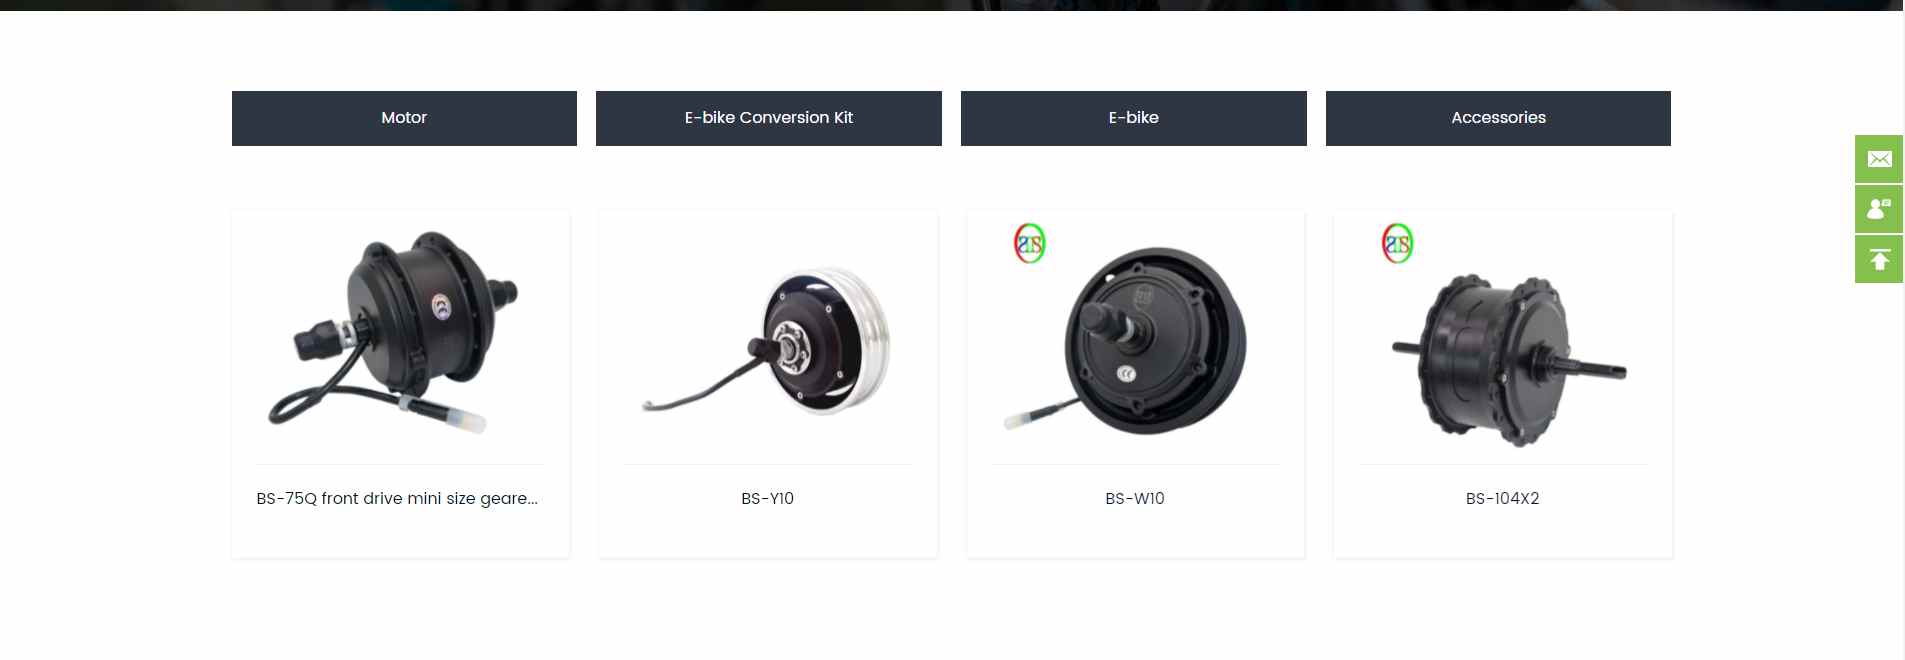 Motor
E-bike Conversion Kit
E-bike
Accessories
BS-75Q front drive mini size geare...
BS-Y10
BS-W10
BS-104X2